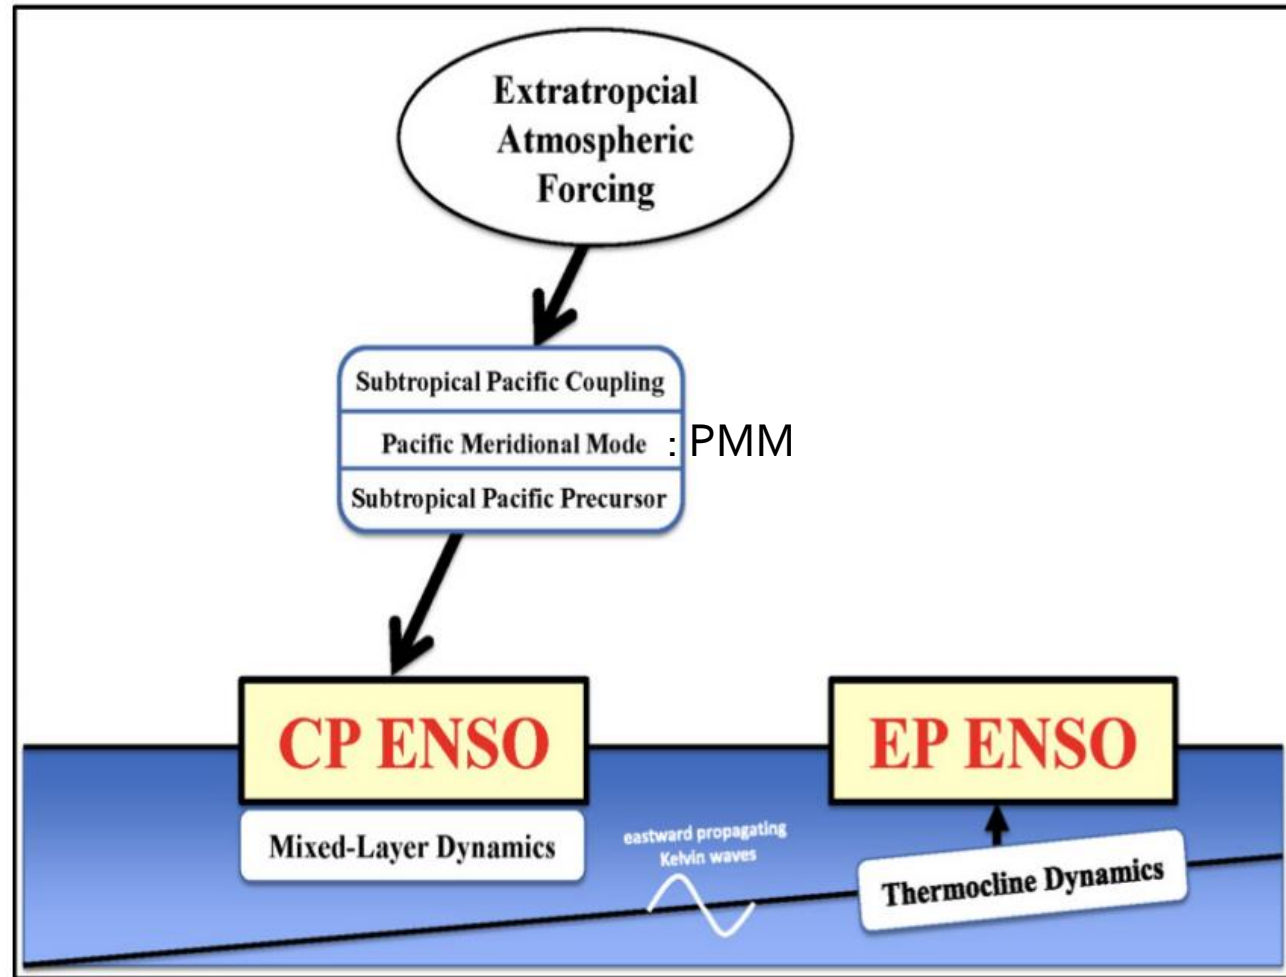 Extratropcial
Atmospheric
Forcing
Subtropical Pacific Coupling
Pacific Meridional Mode : PMM
Subtropical Pacific Precursor
CP ENSO
EP ENSO
Mixed-Layer Dynamics
eastward propagating
Kelvin waves
Thermocline Dynamics